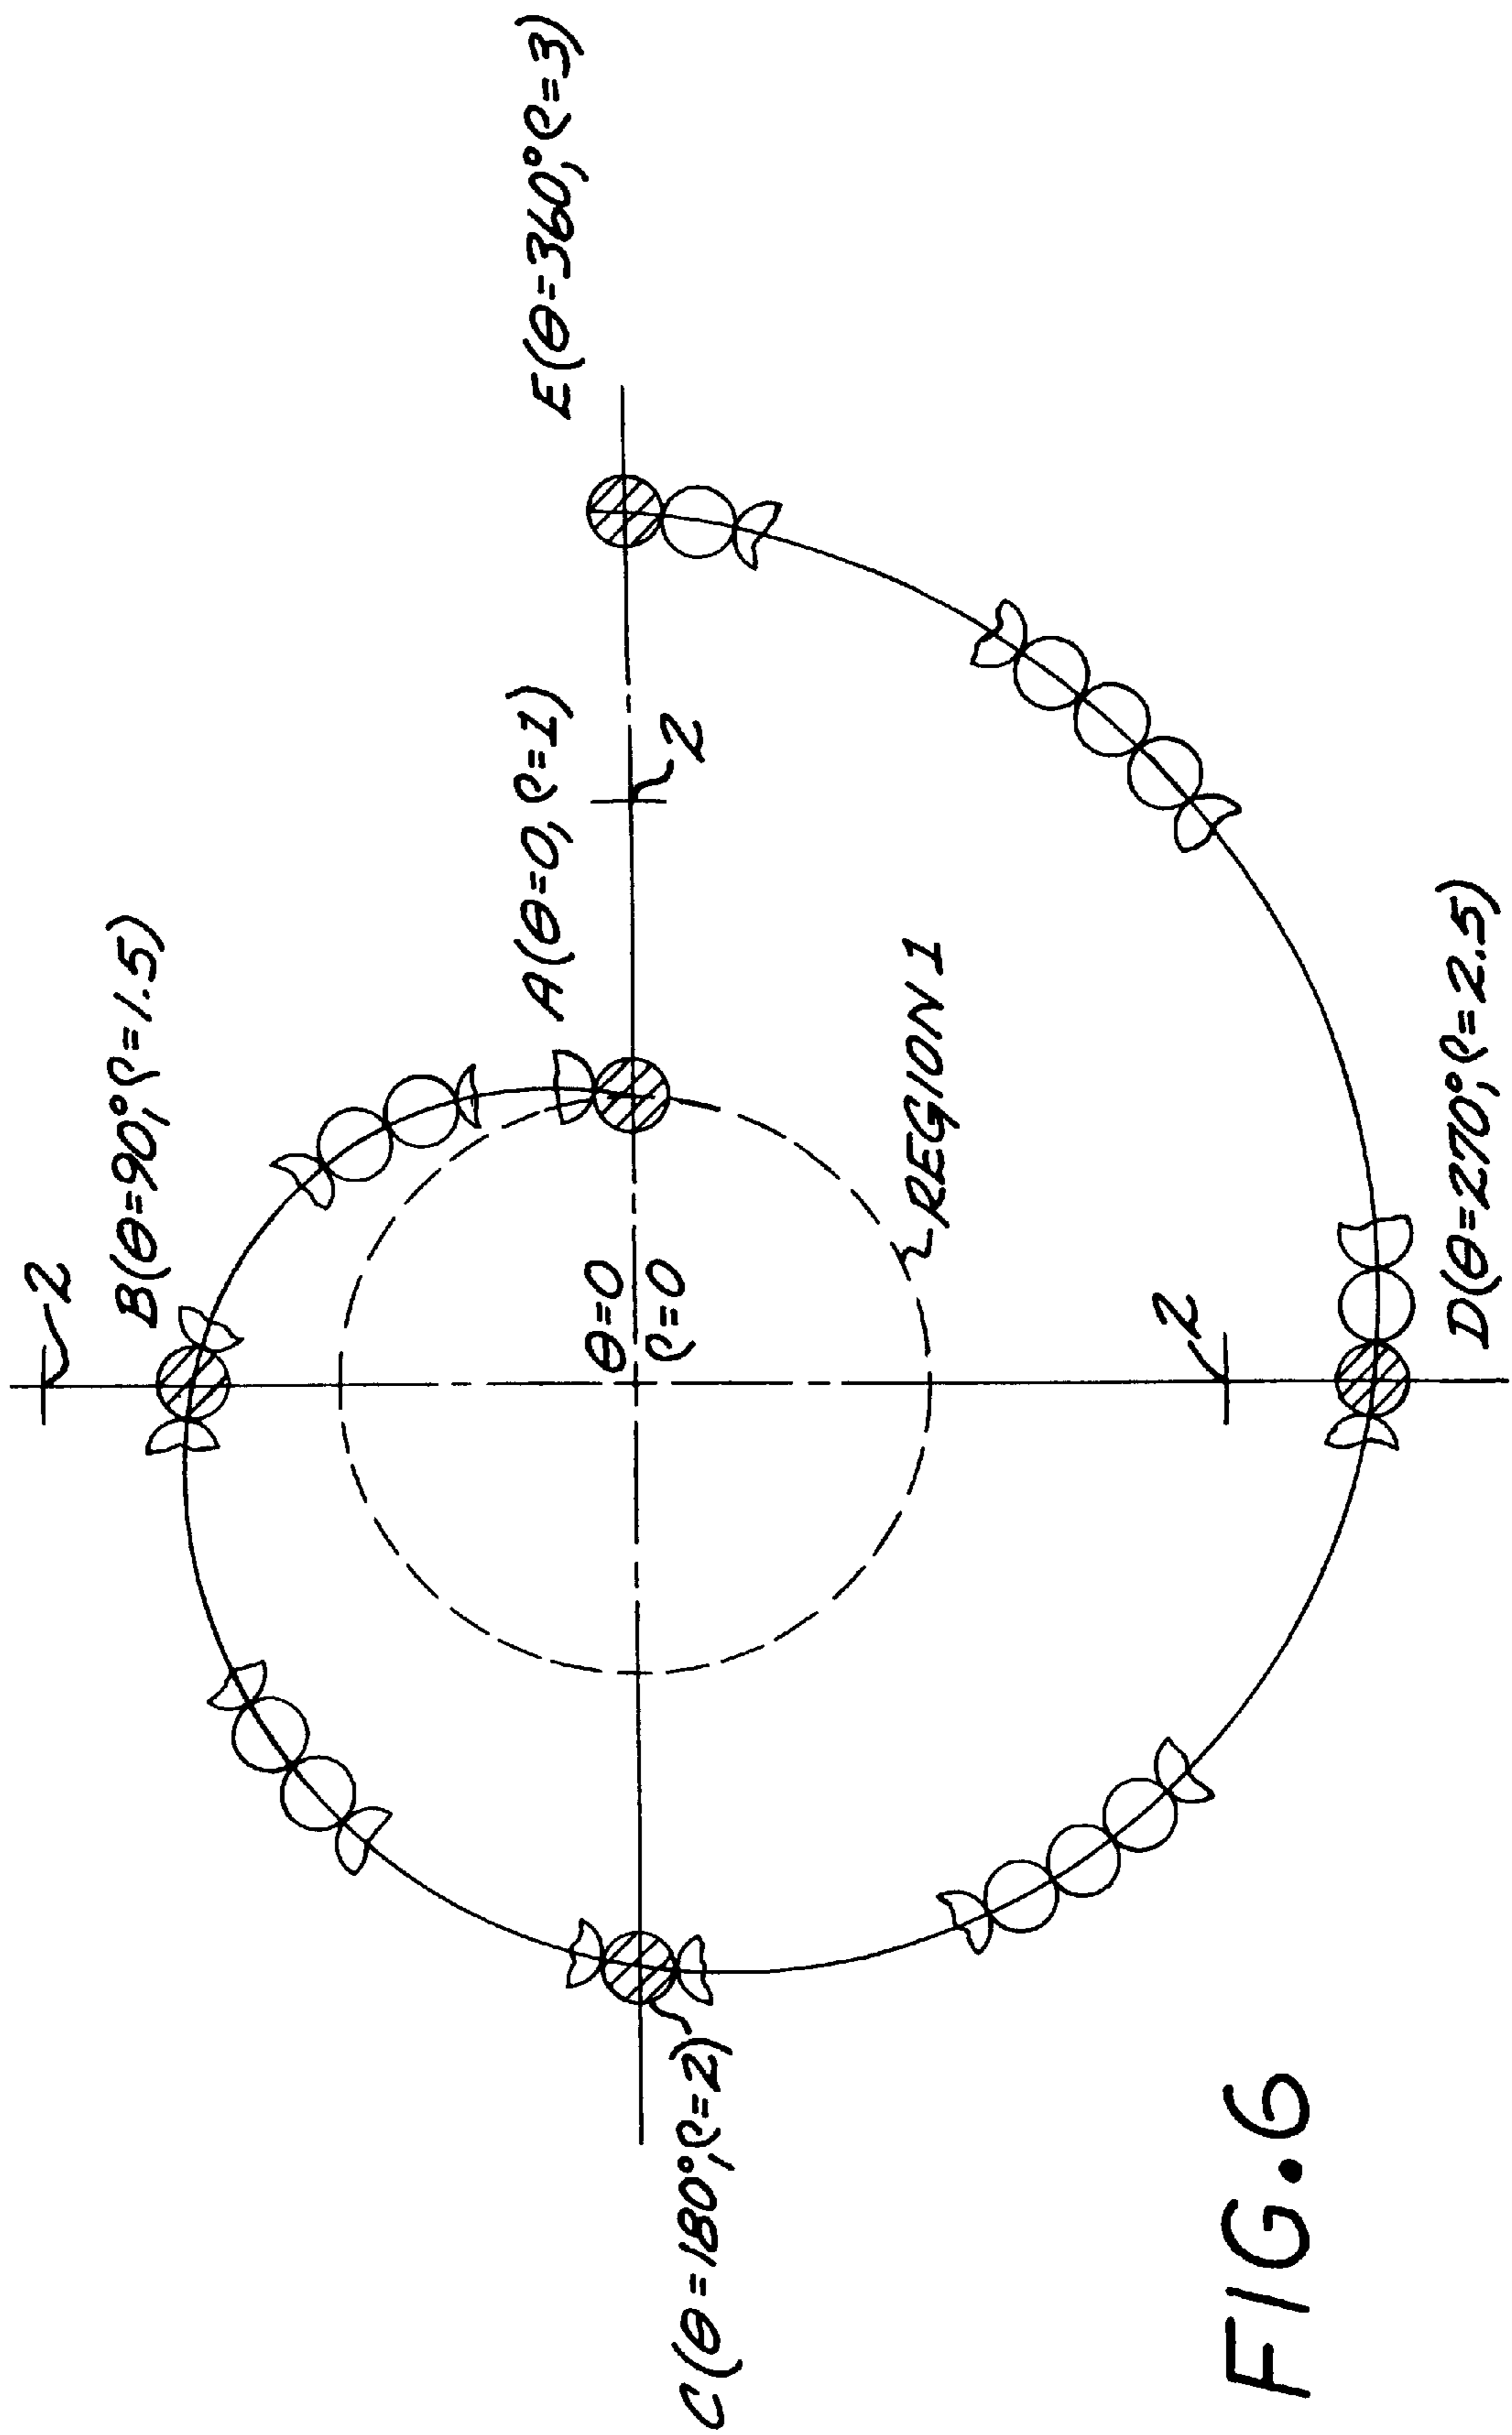 E(θ=360,°ρ=3)
B(θ=90,°ρ=1.5)
A(θ=0,ρ=1)
2
2
2
θ=0
ρ=0
REGION 1
C(θ=180°,ρ=2)
D(θ=270,°ρ=2.5)
FIG.6